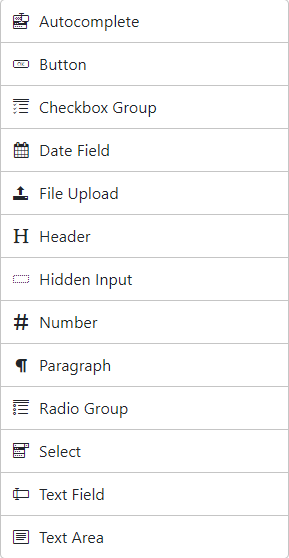 Autocomplete
Button
Checkbox Group
Date Field
File Upload
Header
Hidden Input
Number
Paragraph
Radio Group
Select
Text Field
Text Area